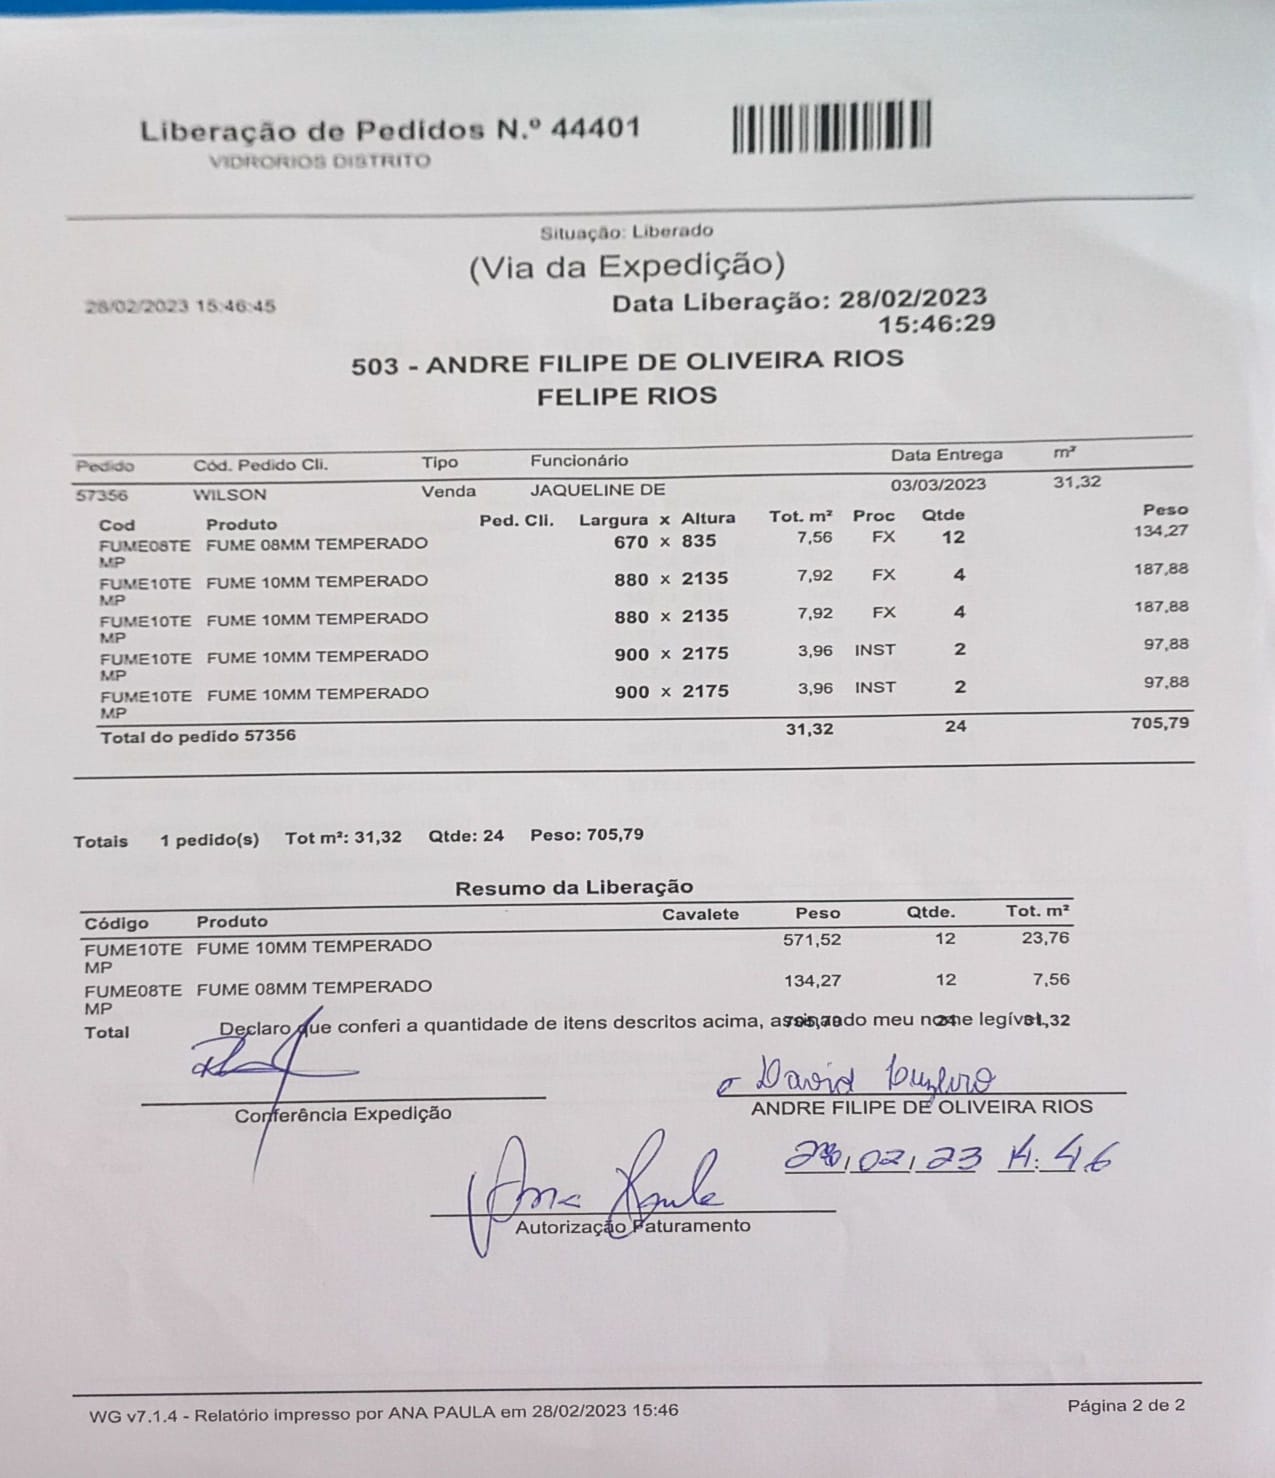 Liberação de Pedidos N.º 44401
VIDRORIOS DISTRITO
Situação: Liberado
(Via da Expedição)
28/02/2023 15:46:45
Data Liberação: 28/02/2023
15:46:29
503 - ANDRE FILIPE DE OLIVEIRA RIOS
FELIPE RIOS
Pedido Cód. Pedido Cli. Tipo Funcionário Data Entrega m²
57356 WILSON Venda JAQUELINE DE 03/03/2023 31,32
Cod Produto Ped. Cli. Largura x Altura Tot. m² Proc Qtde Peso
FUME08TE FUME 08MM TEMPERADO 670 x 835 7,56 FX 12 134,27
MP
FUME10TE FUME 10MM TEMPERADO 880 x 2135 7,92 FX 4 187,88
MP
FUME10TE FUME 10MM TEMPERADO 880 x 2135 7,92 FX 4 187,88
MP
FUME10TE FUME 10MM TEMPERADO 900 x 2175 3,96 INST 2 97,88
MP
FUME10TE FUME 10MM TEMPERADO 900 x 2175 3,96 INST 2 97,88
MP
Total do pedido 57356 31,32 24 705,79
Totais 1 pedido(s) Tot m²: 31,32 Qtde: 24 Peso: 705,79
Resumo da Liberação
Código Produto Cavalete Peso Qtde. Tot. m²
FUME10TE FUME 10MM TEMPERADO 571,52 12 23,76
MP
FUME08TE FUME 08MM TEMPERADO 134,27 12 7,56
MP
Total 705,79 24 31,32
Declaro que conferi a quantidade de itens descritos acima, assinando meu nome legível.
David
Conferência Expedição
ANDRE FILIPE DE OLIVEIRA RIOS
28/02/23
Ana Paula
Autorização Faturamento
WG v7.1.4 - Relatório impresso por ANA PAULA em 28/02/2023 15:46
Página 2 de 2